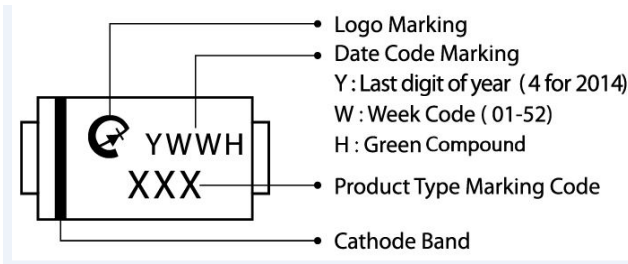 Logo Marking
Date Code Marking
Y : Last digit of year ( 4 for 2014)
W : Week Code ( 01-52)
H : Green Compound
YWWH
XXX
Product Type Marking Code
Cathode Band